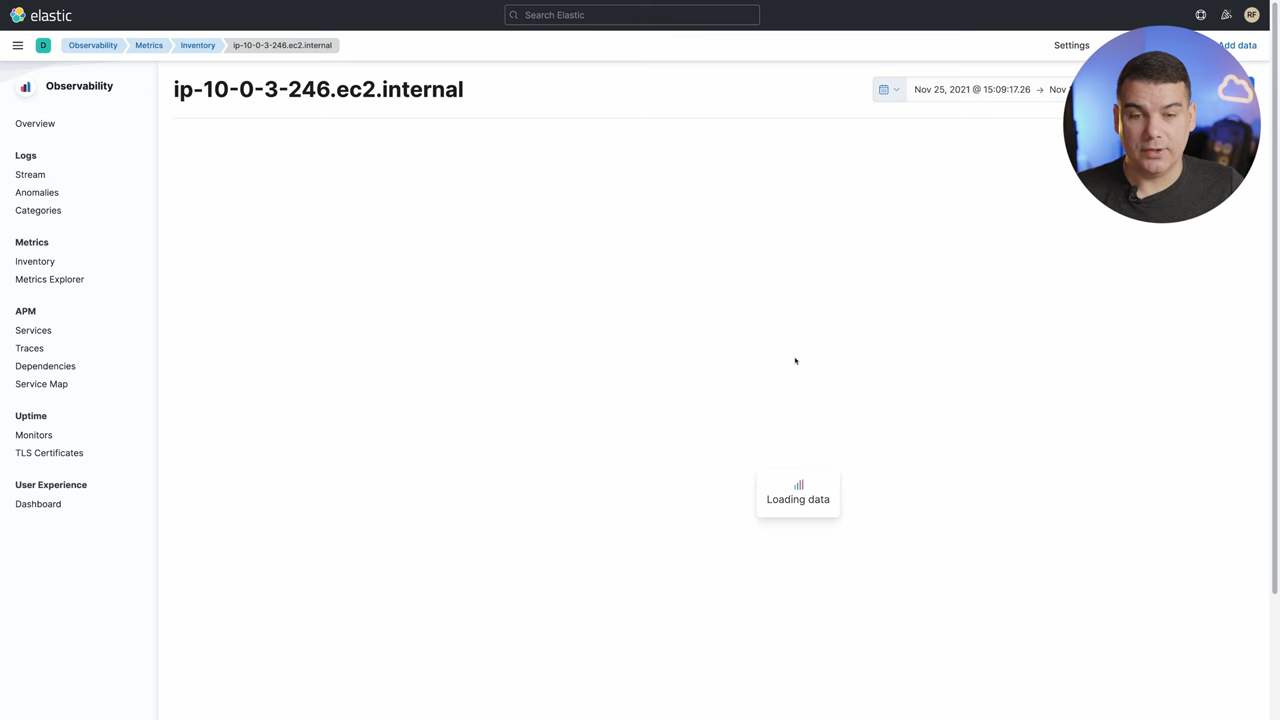 elastic
Search Elastic
RF
D
Observability
Metrics
Inventory
ip-10-0-3-246.ec2.internal
Settings
Add data
Observability
ip-10-0-3-246.ec2.internal
Nov 25, 2021 @ 15:09:17.26 → Nov
Overview
Logs
Stream
Anomalies
Categories
Metrics
Inventory
Metrics Explorer
APM
Services
Traces
Dependencies
Service Map
Uptime
Monitors
TLS Certificates
User Experience
Dashboard
Loading data